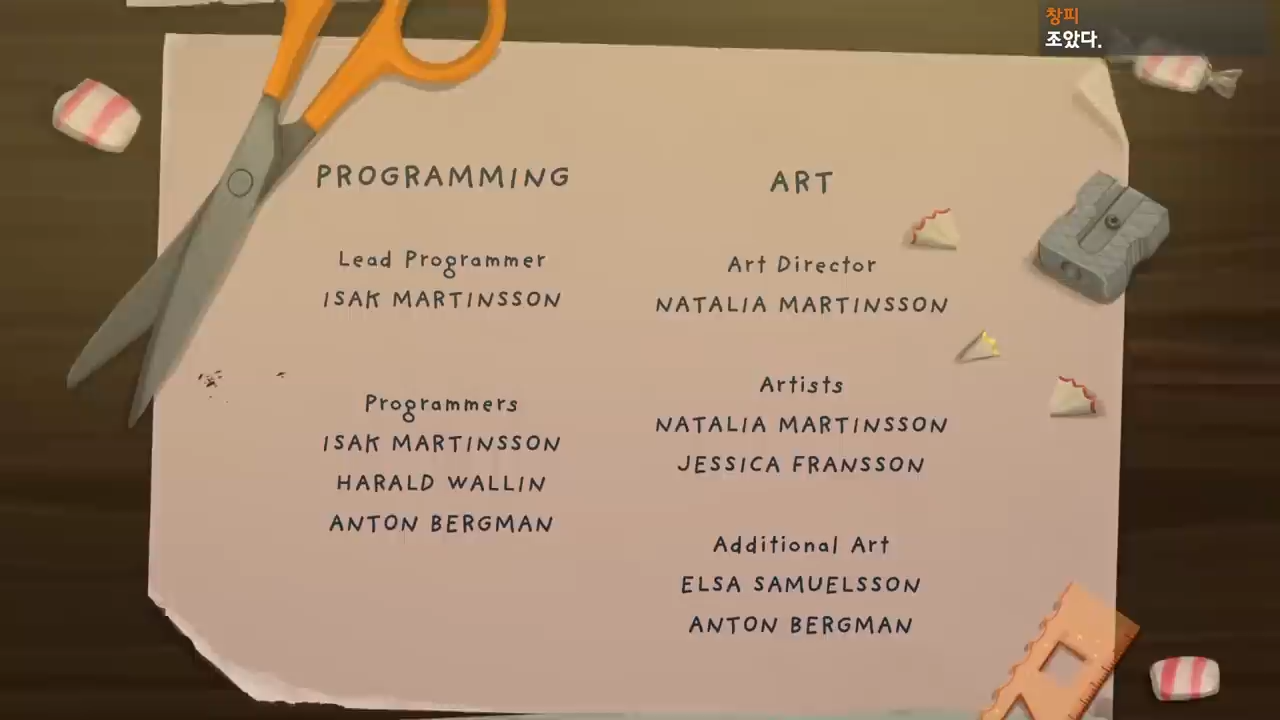 창피
조았다.
PROGRAMMING
Lead Programmer
ISAK MARTINSSON
Programmers
ISAK MARTINSSON
HARALD WALLIN
ANTON BERGMAN
ART
Art Director
NATALIA MARTINSSON
Artists
NATALIA MARTINSSON
JESSICA FRANSSON
Additional Art
ELSA SAMUELSSON
ANTON BERGMAN